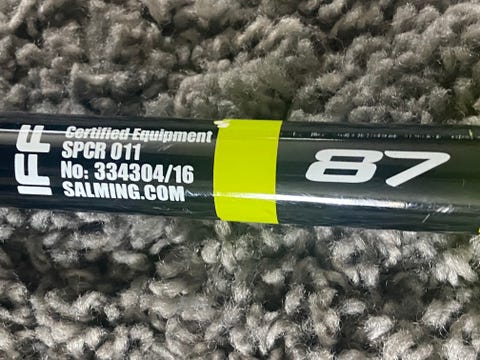 IFF
Certified Equipment
SPCR 011
No: 334304/16
SALMING.COM
87